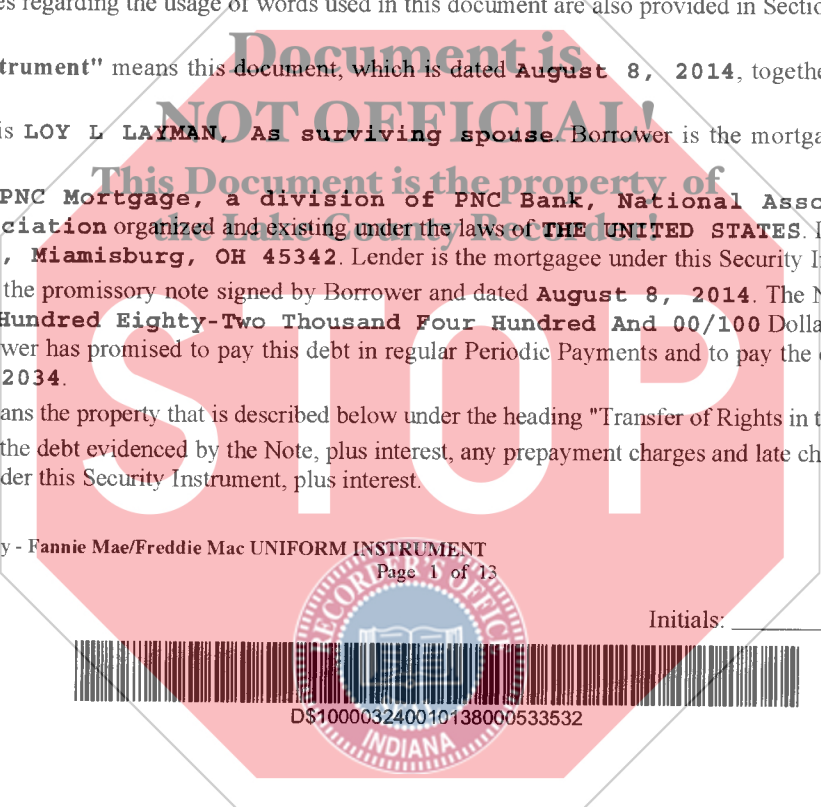 es regarding the usage of words used in this document are also provided in Sectio
Document is
trument" means this document, which is dated August 8, 2014, togethe
NOT OFFICIAL!
is LOY L LAYMAN, As surviving spouse. Borrower is the mortga
This Document is the property of
PNC Mortgage, a division of PNC Bank, National Asso
the Lake County Recorder!
ciation organized and existing under the laws of THE UNITED STATES.
, Miamisburg, OH 45342. Lender is the mortgagee under this Security I
the promissory note signed by Borrower and dated August 8, 2014. The N
Hundred Eighty-Two Thousand Four Hundred And 00/100 Dolla
wer has promised to pay this debt in regular Periodic Payments and to pay the
2034.
STOP
ans the property that is described below under the heading "Transfer of Rights in t
the debt evidenced by the Note, plus interest, any prepayment charges and late ch
der this Security Instrument, plus interest.
y - Fannie Mae/Freddie Mac UNIFORM INSTRUMENT
Page 1 of 13
Initials:
RECORDER'S OFFICE
SEAL
D$10000324001013800053​3532
INDIANA